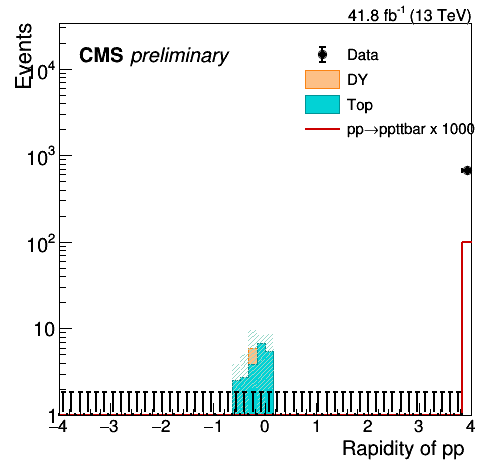 41.8 fb⁻¹ (13 TeV)
Events
CMS preliminary
Data
DY
Top
pp→ppttbar x 1000
10⁴
10³
10²
10
1
−4 −3 −2 −1 0 1 2 3 4
Rapidity of pp